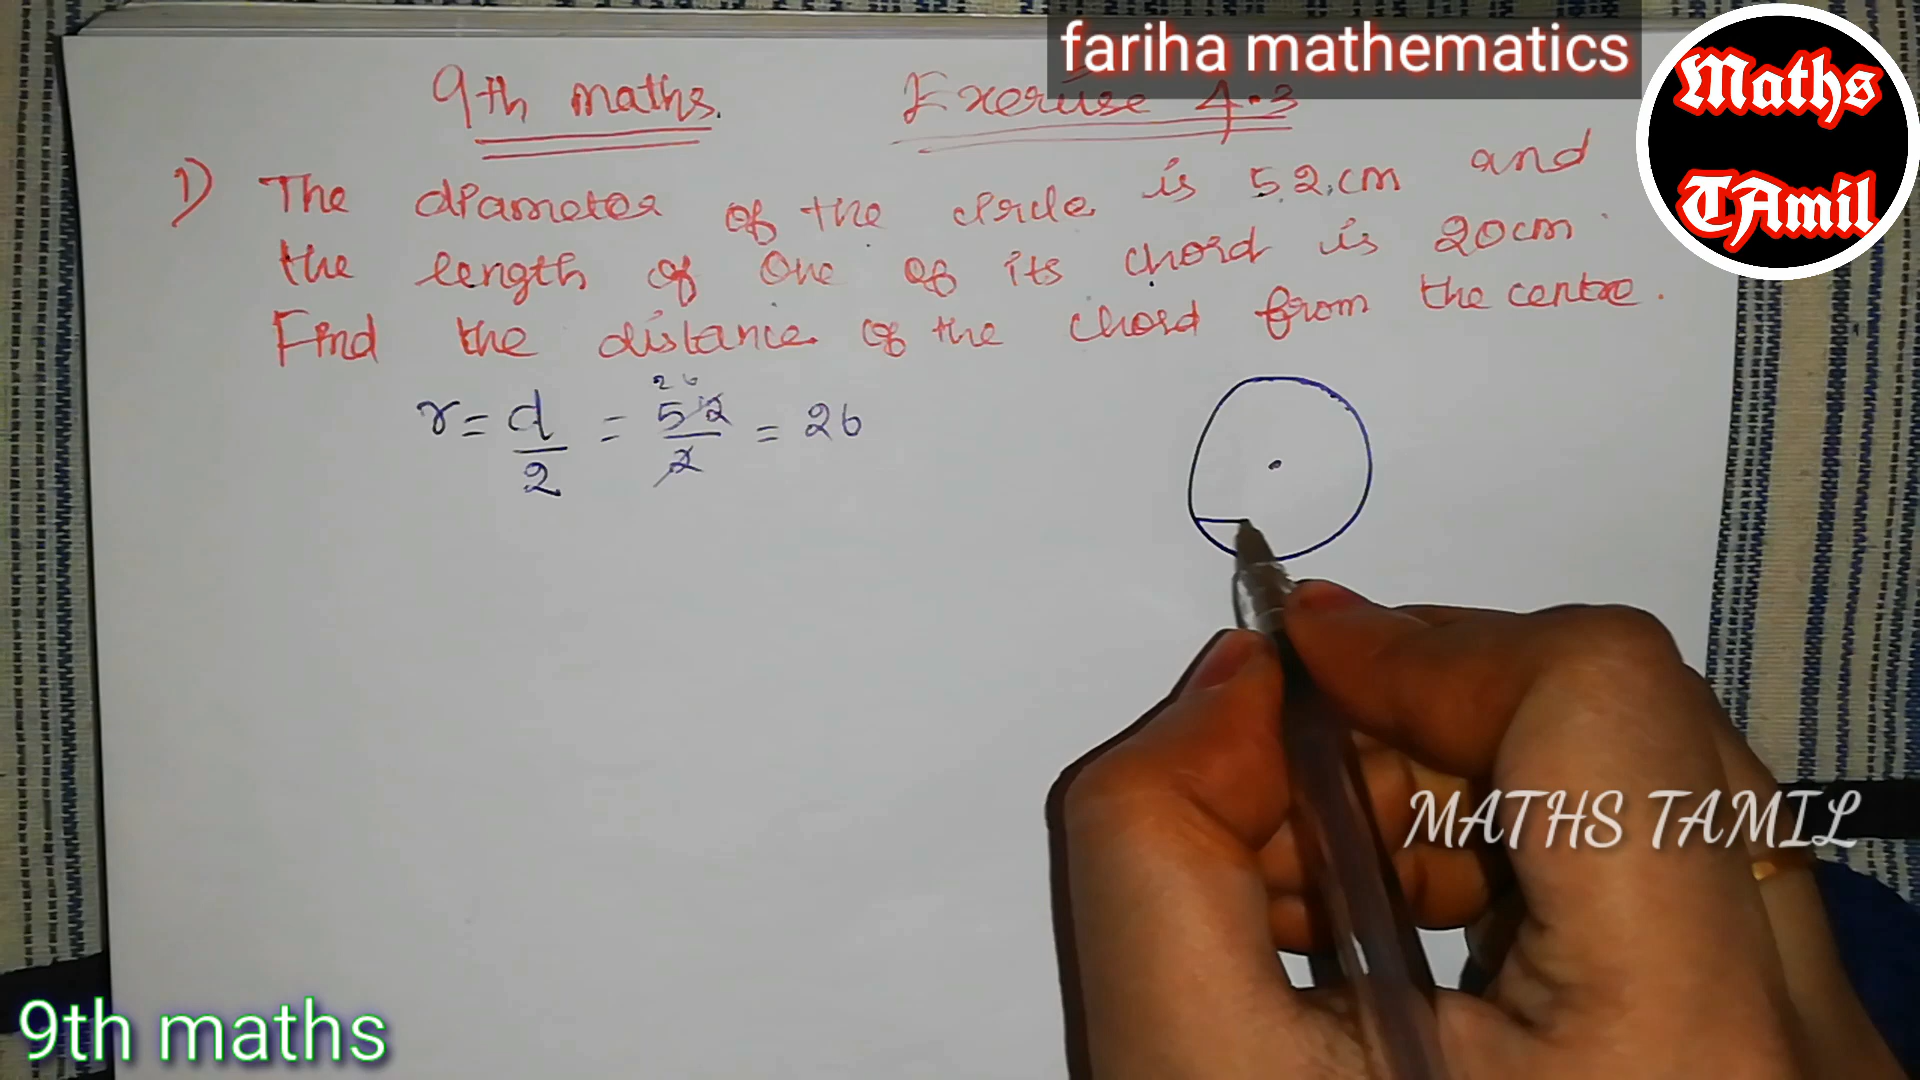 fariha mathematics
Maths
TAmil
9th maths.
Exercise 4.3
1) The diameter of the circle is 52 cm and
the length of one of its chord is 20cm.
Find the distance of the chord from the centre.
26
r = d/2 = 52/2 = 26
MATHS TAMIL
9th maths